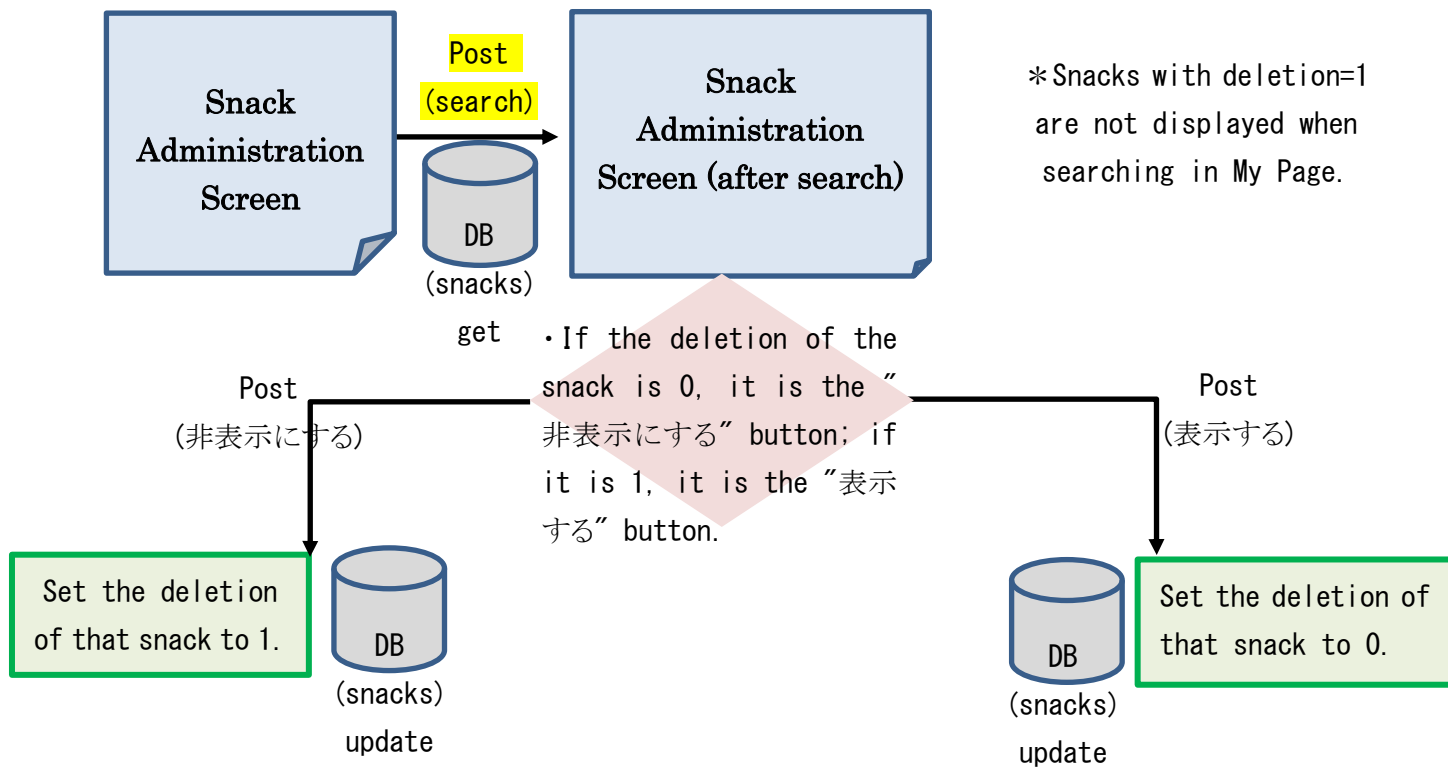 Snack
Administration
Screen
Post
(search)
DB
(snacks)
get
Snack
Administration
Screen (after search)
＊Snacks with deletion=1
are not displayed when
searching in My Page.
・If the deletion of the
snack is 0, it is the "
非表示にする" button; if
it is 1, it is the "表示
する" button.
Post
(非表示にする)
Post
(表示する)
Set the deletion
of that snack to 1.
DB
(snacks)
update
DB
(snacks)
update
Set the deletion of
that snack to 0.